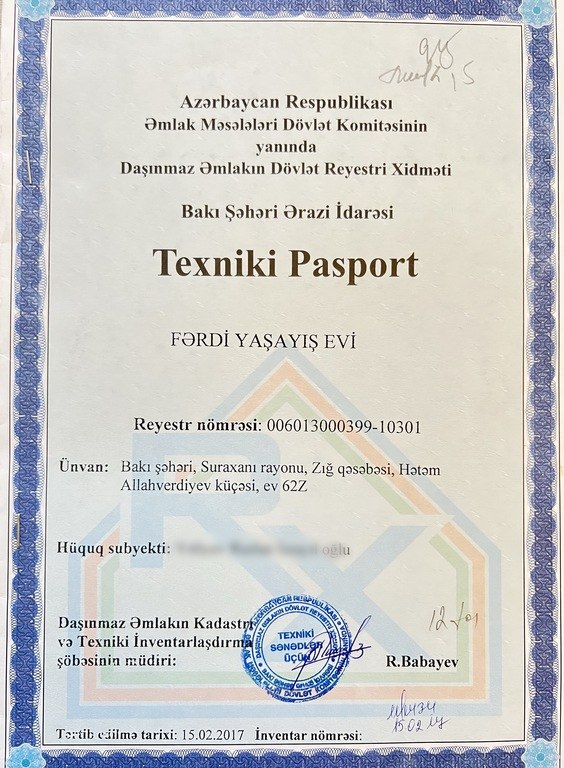 Azərbaycan Respublikası
Əmlak Məsələləri Dövlət Komitəsinin
yanında
Daşınmaz Əmlakın Dövlət Reyestri Xidməti
Bakı Şəhəri Ərazi İdarəsi
Texniki Pasport
FƏRDİ YAŞAYIŞ EVİ
Reyestr nömrəsi: 006013000399-10301
Ünvan: Bakı şəhəri, Suraxanı rayonu, Zığ qəsəbəsi, Hətəm
Allahverdiyev küçəsi, ev 62Z
Hüquq subyekti: oğlu
Daşınmaz Əmlakın Kadastrı
və Texniki İnventarlaşdırma
şöbəsinin müdiri:
TEXNİKİ
SƏNƏDLƏR
ÜÇÜN
R.Babayev
15.02
Tərtib edilmə tarixi: 15.02.2017 İnventar nömrəsi: